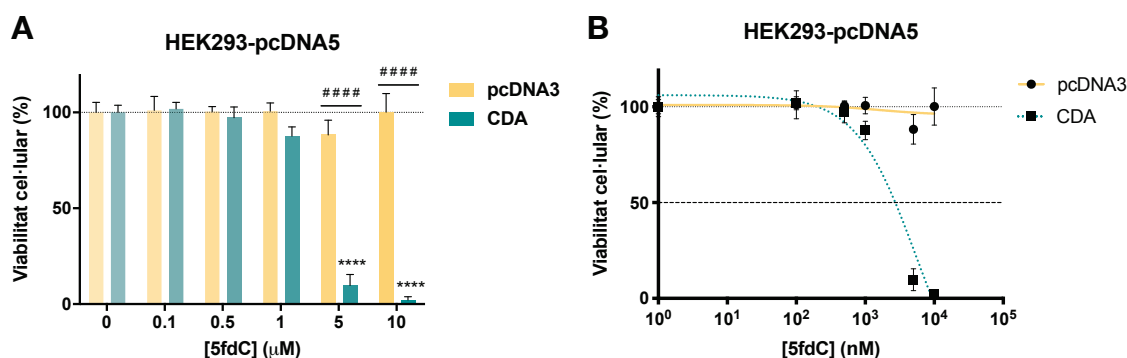 A
HEK293-pcDNA5
Viabilitat cel·lular (%)
100
50
0
####
####
****
****
pcDNA3
CDA
0 0.1 0.5 1 5 10
[5fdC] (μM)
B
HEK293-pcDNA5
Viabilitat cel·lular (%)
100
50
0
pcDNA3
CDA
10⁰ 10¹ 10² 10³ 10⁴ 10⁵
[5fdC] (nM)